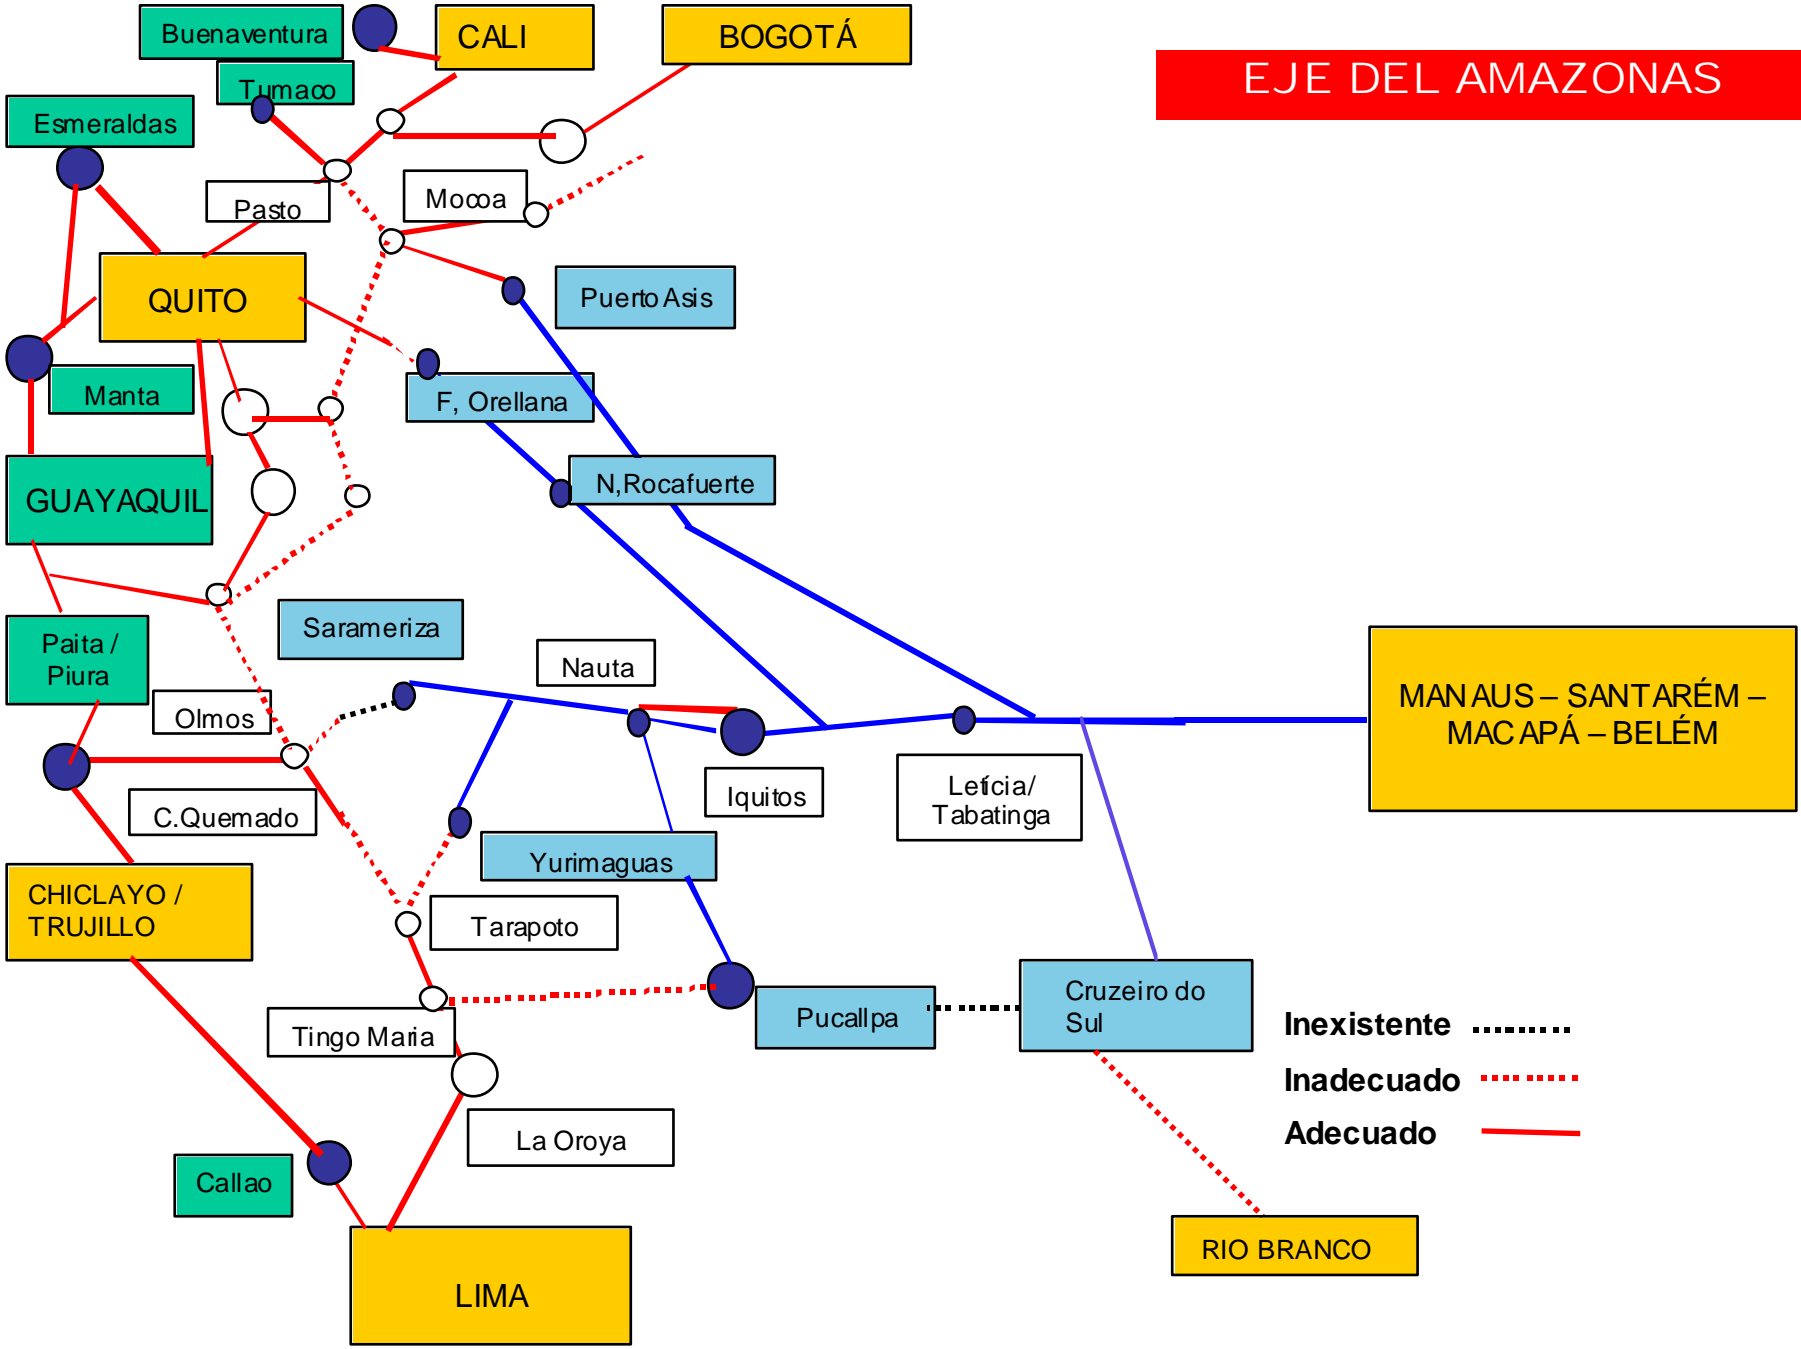 Buenaventura
CALI
BOGOTÁ
EJE DEL AMAZONAS
Tumaco
Esmeraldas
Pasto
Mocoa
QUITO
Puerto Asis
Manta
F, Orellana
GUAYAQUIL
N,Rocafuerte
Sarameriza
Paita /
Piura
Nauta
Olmos
MANAUS – SANTARÉM –
MACAPÁ – BELÉM
C.Quemado
Iquitos
Letícia/
Tabatinga
Yurimaguas
CHICLAYO /
TRUJILLO
Tarapoto
Cruzeiro do
Sul
Pucallpa
Tingo Maria
Inexistente
Inadecuado
Adecuado
La Oroya
Callao
RIO BRANCO
LIMA